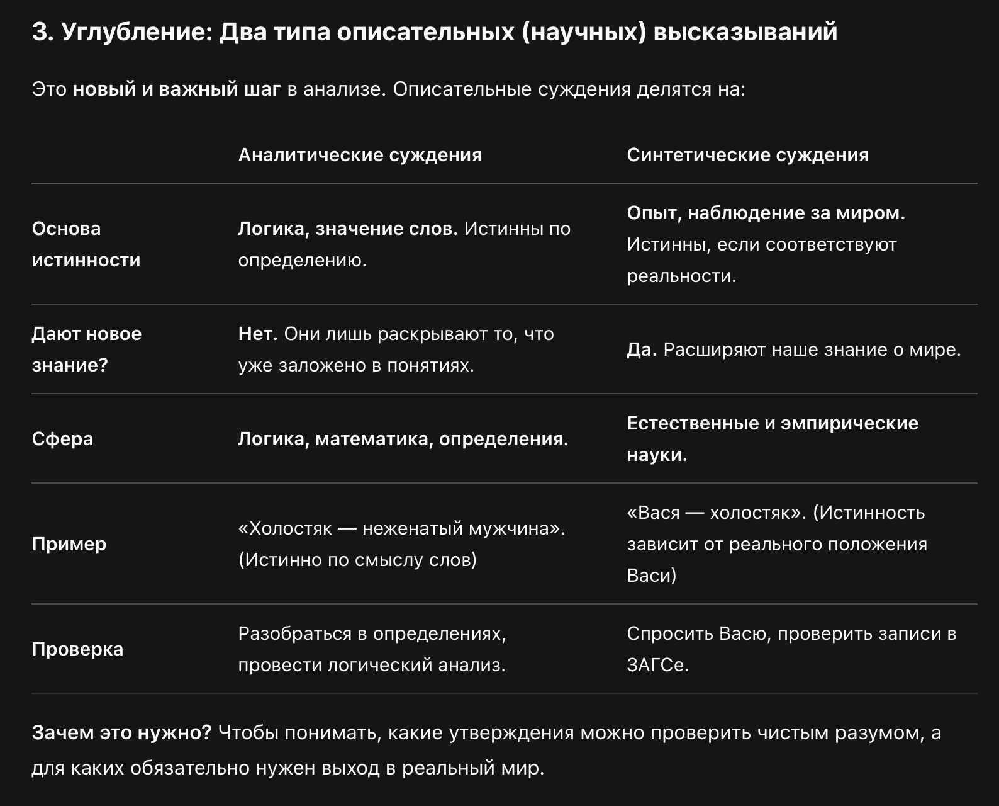 3. Углубление: Два типа описательных (научных) высказываний
Это новый и важный шаг в анализе. Описательные суждения делятся на:
Аналитические суждения
Синтетические суждения
Основа
истинности
Логика, значение слов. Истинны по
определению.
Опыт, наблюдение за миром.
Истинны, если соответствуют
реальности.
Дают новое
знание?
Нет. Они лишь раскрывают то, что
уже заложено в понятиях.
Да. Расширяют наше знание о мире.
Сфера
Логика, математика, определения.
Естественные и эмпирические
науки.
Пример
«Холостяк — неженатый мужчина».
(Истинно по смыслу слов)
«Вася — холостяк». (Истинность
зависит от реального положения
Васи)
Проверка
Разобраться в определениях,
провести логический анализ.
Спросить Васю, проверить записи в
ЗАГСе.
Зачем это нужно? Чтобы понимать, какие утверждения можно проверить чистым разумом, а
для каких обязательно нужен выход в реальный мир.